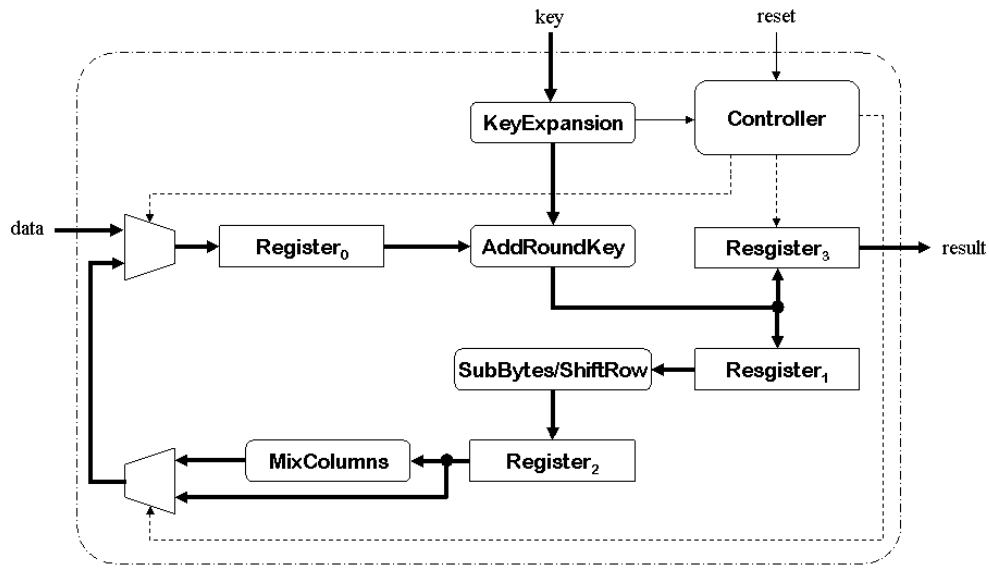 key
reset
KeyExpansion
Controller
data
Register₀
AddRoundKey
Resgister₃
result
SubBytes/ShiftRow
Resgister₁
MixColumns
Register₂